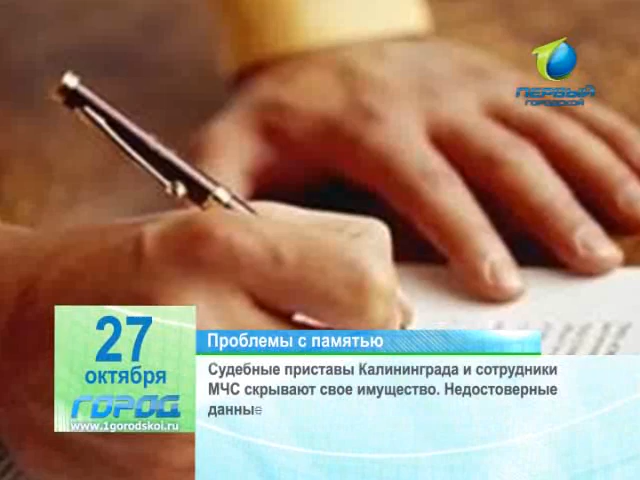 ПЕРВЫЙ
ГОРОДСКОЙ
27
октября
ГОРОД
www.1gorodskoi.ru
Проблемы с памятью
Судебные приставы Калининграда и сотрудники
МЧС скрывают свое имущество. Недостоверные
данные